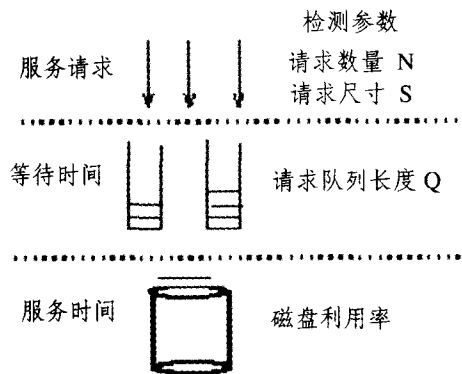 检测参数
服务请求
请求数量 N
请求尺寸 S
等待时间
请求队列长度 Q
服务时间
磁盘利用率